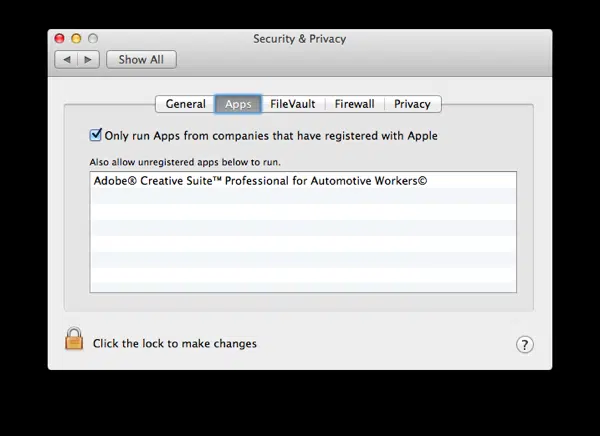 Security & Privacy
Show All
General Apps FileVault Firewall Privacy
Only run Apps from companies that have registered with Apple
Also allow unregistered apps below to run.
Adobe® Creative Suite™ Professional for Automotive Workers©
Click the lock to make changes
?